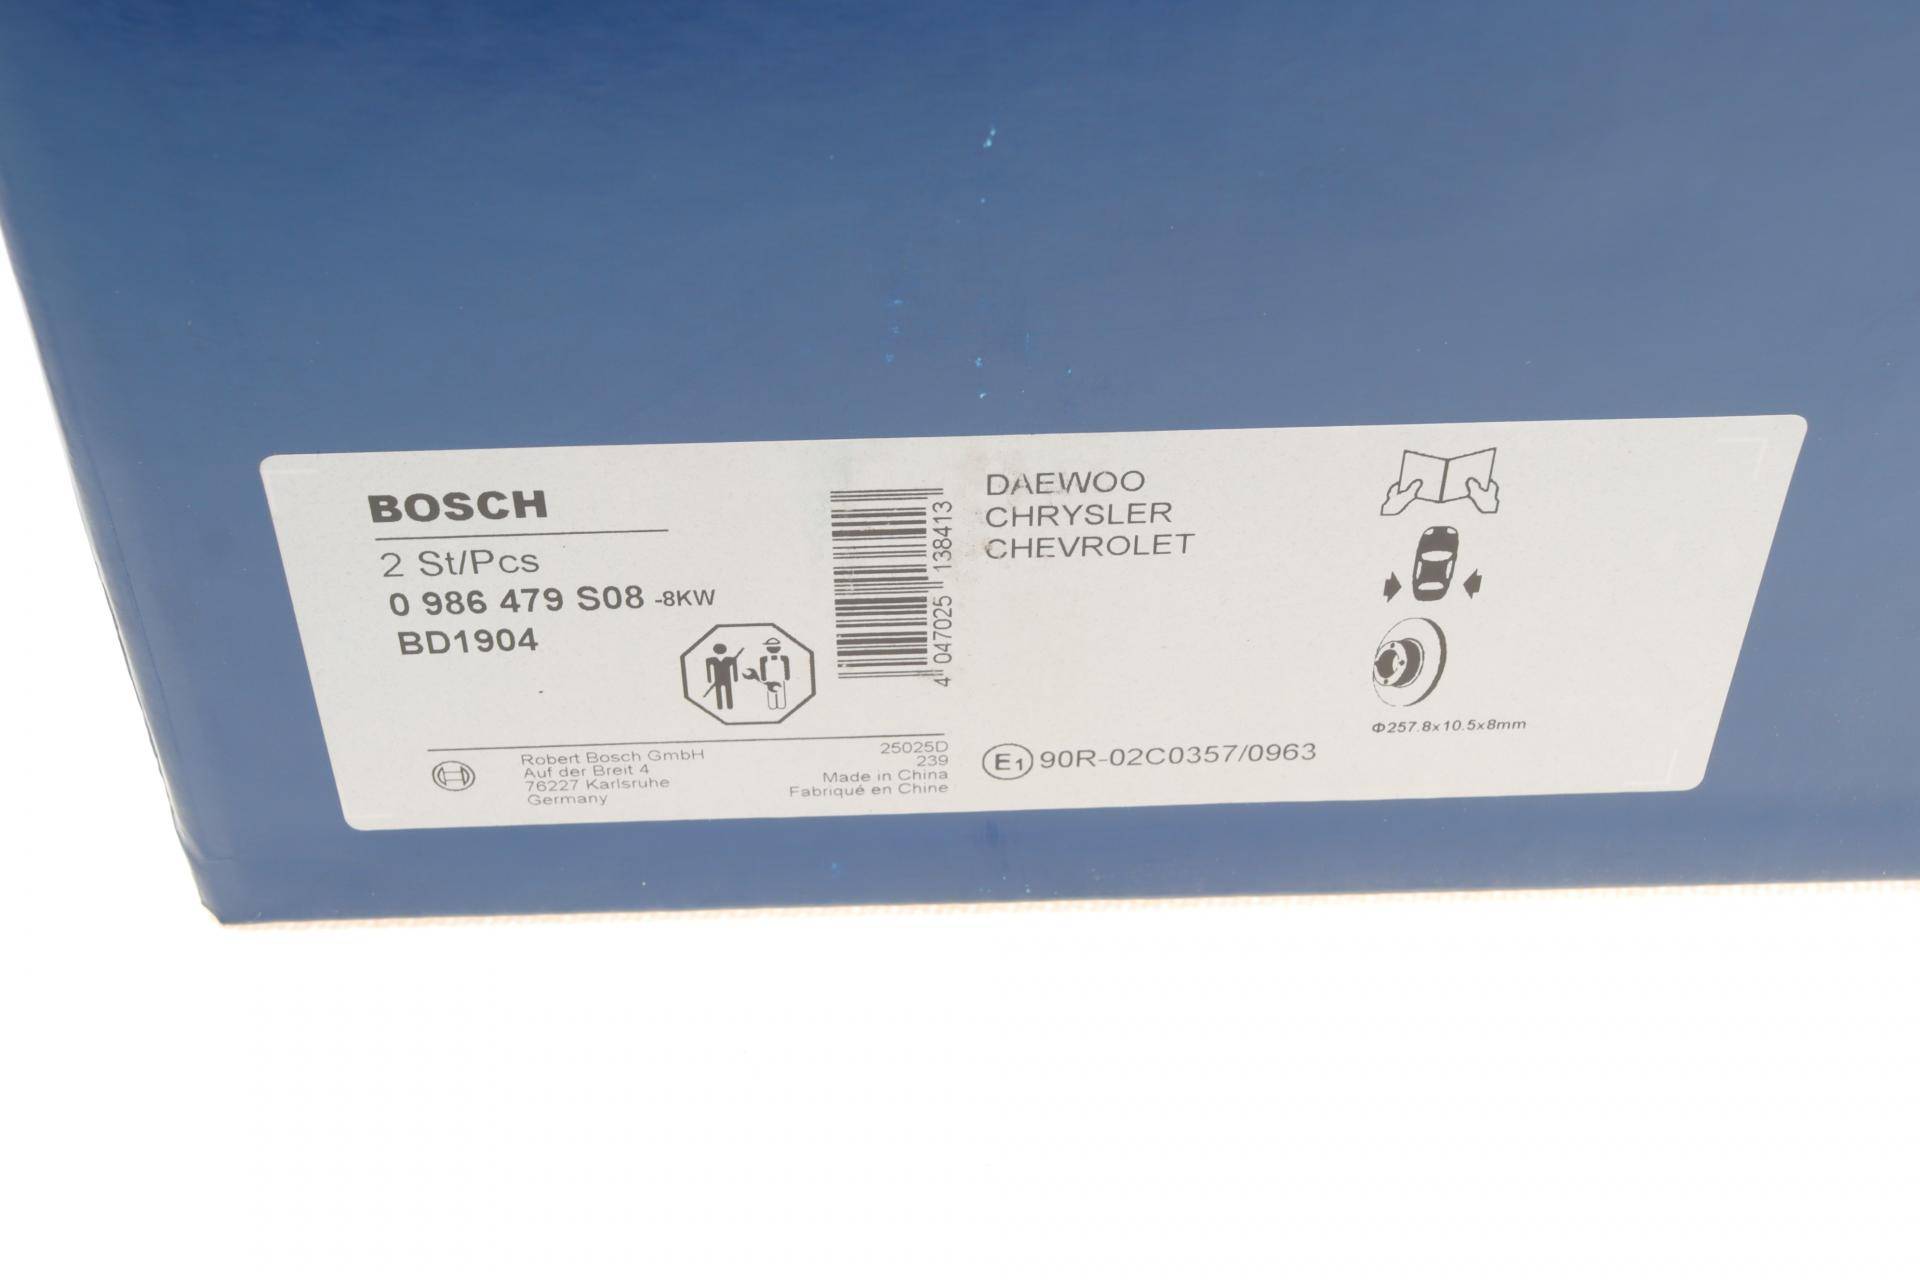 BOSCH
2 St/Pcs
0 986 479 S08 -8KW
BD1904
4 047025 138413
Robert Bosch GmbH
Auf der Breit 4
76227 Karlsruhe
Germany
25025D
239
Made in China
Fabriqué en Chine
DAEWOO
CHRYSLER
CHEVROLET
E1 90R-02C0357/0963
Φ257.8x10.5x8mm